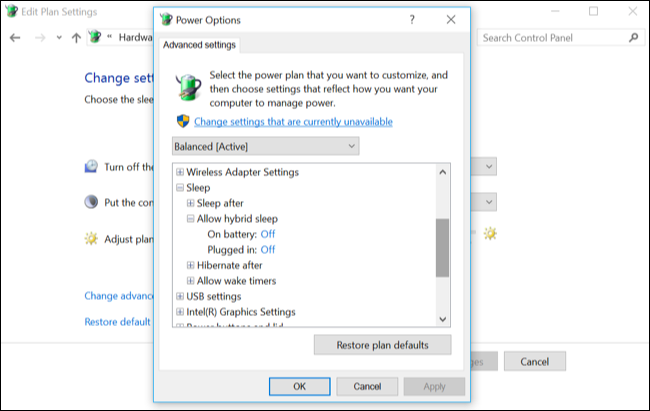 Edit Plan Settings
« Hardwa
Search Control Panel
Change set
Choose the slee
Turn off the
Put the con
Adjust plan
Change advanc
Restore default
Power Options
?
Advanced settings
Select the power plan that you want to customize, and
then choose settings that reflect how you want your
computer to manage power.
Change settings that are currently unavailable
Balanced [Active]
Wireless Adapter Settings
Sleep
Sleep after
Allow hybrid sleep
On battery: Off
Plugged in: Off
Hibernate after
Allow wake timers
USB settings
Intel(R) Graphics Settings
Restore plan defaults
OK
Cancel
Apply
ges
Cancel